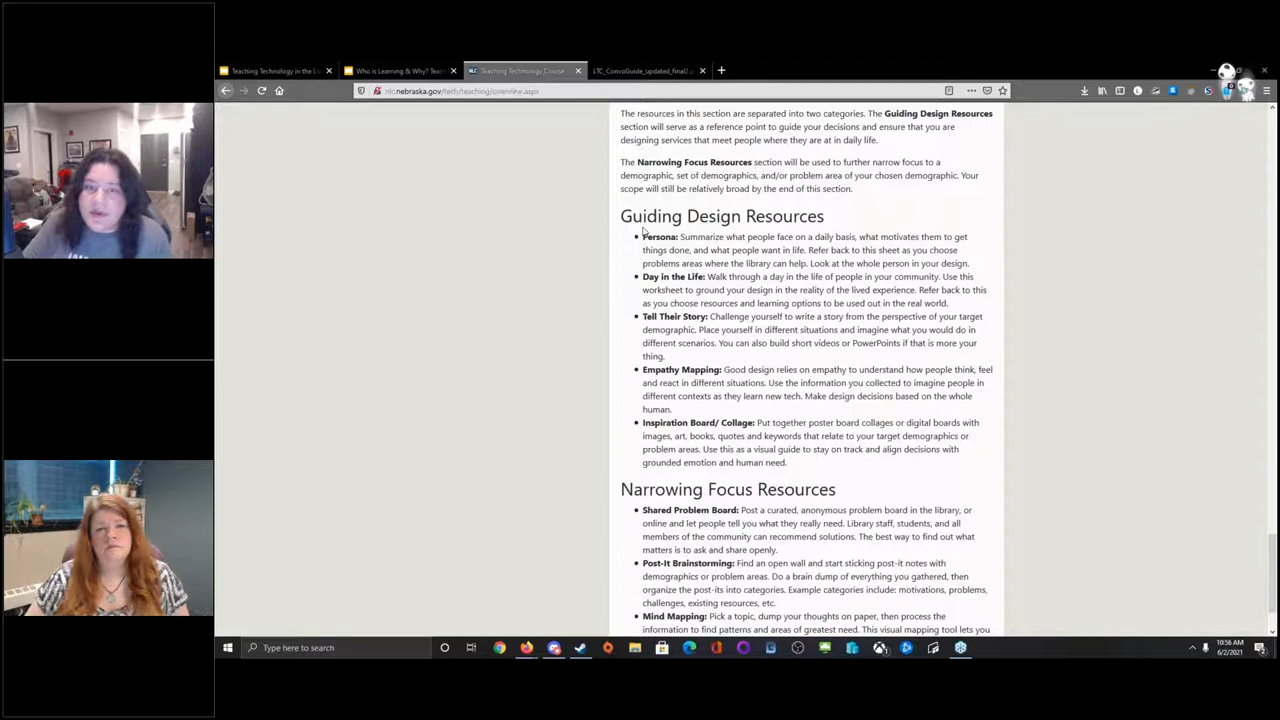 Teaching Technology in the Li
Who is Learning & Why? Teac
Teaching Technology Course
LTC_ConvoGuide_updated_final2.p
nlc.nebraska.gov/tech/teaching/overview.aspx
The resources in this section are separated into two categories. The Guiding Design Resources
section will serve as a reference point to guide your decisions and ensure that you are
designing services that meet people where they are at in daily life.
The Narrowing Focus Resources section will be used to further narrow focus to a
demographic, set of demographics, and/or problem area of your chosen demographic. Your
scope will still be relatively broad by the end of this section.
Guiding Design Resources
• Persona: Summarize what people face on a daily basis, what motivates them to get
things done, and what people want in life. Refer back to this sheet as you choose
problems areas where the library can help. Look at the whole person in your design.
• Day in the Life: Walk through a day in the life of people in your community. Use this
worksheet to ground your design in the reality of the lived experience. Refer back to this
as you choose resources and learning options to be used out in the real world.
• Tell Their Story: Challenge yourself to write a story from the perspective of your target
demographic. Place yourself in different situations and imagine what you would do in
different scenarios. You can also build short videos or PowerPoints if that is more your
thing.
• Empathy Mapping: Good design relies on empathy to understand how people think, feel
and react in different situations. Use the information you collected to imagine people in
different contexts as they learn new tech. Make design decisions based on the whole
human.
• Inspiration Board/ Collage: Put together poster board collages or digital boards with
images, art, books, quotes and keywords that relate to your target demographics or
problem areas. Use this as a visual guide to stay on track and align decisions with
grounded emotion and human need.
Narrowing Focus Resources
• Shared Problem Board: Post a curated, anonymous problem board in the library, or
online and let people tell you what they really need. Library staff, students, and all
members of the community can recommend solutions. The best way to find out what
matters is to ask and share openly.
• Post-It Brainstorming: Find an open wall and start sticking post-it notes with
demographics or problem areas. Do a brain dump of everything you gathered, then
organize the post-its into categories. Example categories include: motivations, problems,
challenges, existing resources, etc.
• Mind Mapping: Pick a topic, dump your thoughts on paper, then process the
information to find patterns and areas of greatest need. This visual mapping tool lets you
Type here to search
10:56 AM
6/2/2021